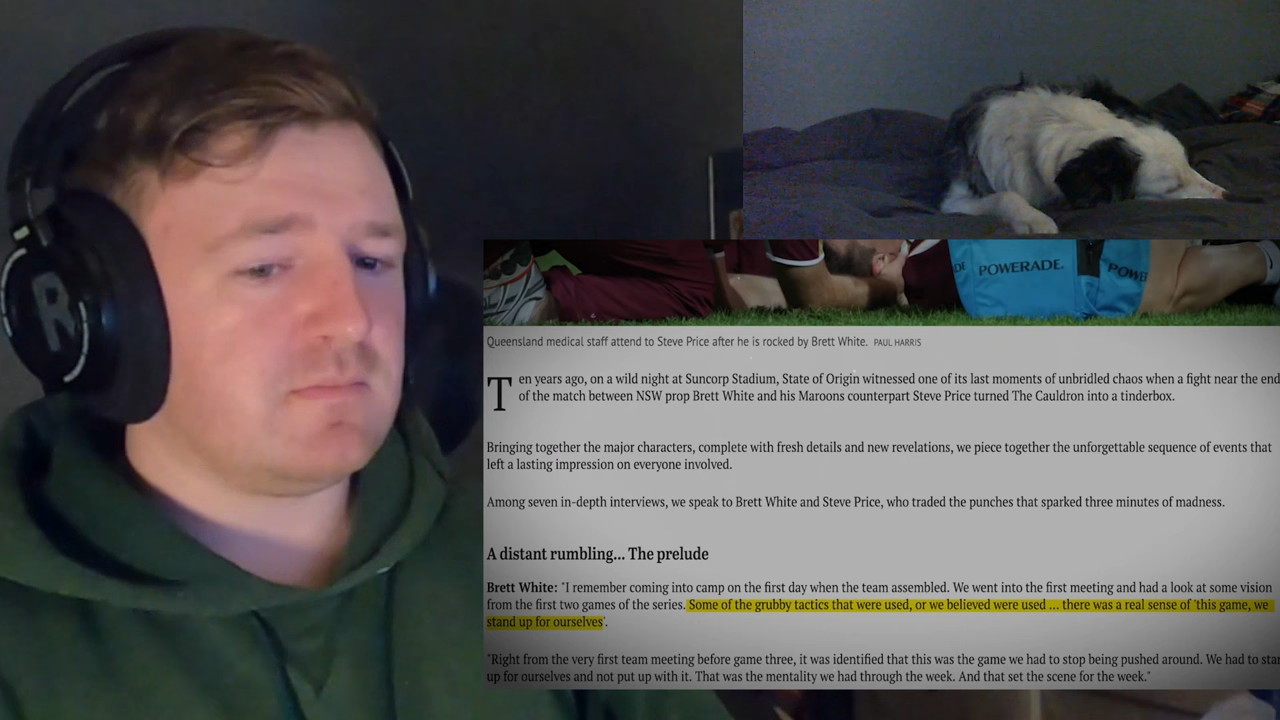 R
POWERADE
POWE
Queensland medical staff attend to Steve Price after he is rocked by Brett White. PAUL HARRIS
Ten years ago, on a wild night at Suncorp Stadium, State of Origin witnessed one of its last moments of unbridled chaos when a fight near the end
of the match between NSW prop Brett White and his Maroons counterpart Steve Price turned The Cauldron into a tinderbox.
Bringing together the major characters, complete with fresh details and new revelations, we piece together the unforgettable sequence of events that
left a lasting impression on everyone involved.
Among seven in-depth interviews, we speak to Brett White and Steve Price, who traded the punches that sparked three minutes of madness.
A distant rumbling... The prelude
Brett White: "I remember coming into camp on the first day when the team assembled. We went into the first meeting and had a look at some vision
from the first two games of the series. Some of the grubby tactics that were used, or we believed were used ... there was a real sense of 'this game, we
stand up for ourselves'.
"Right from the very first team meeting before game three, it was identified that this was the game we had to stop being pushed around. We had to sta
up for ourselves and not put up with it. That was the mentality we had through the week. And that set the scene for the week."